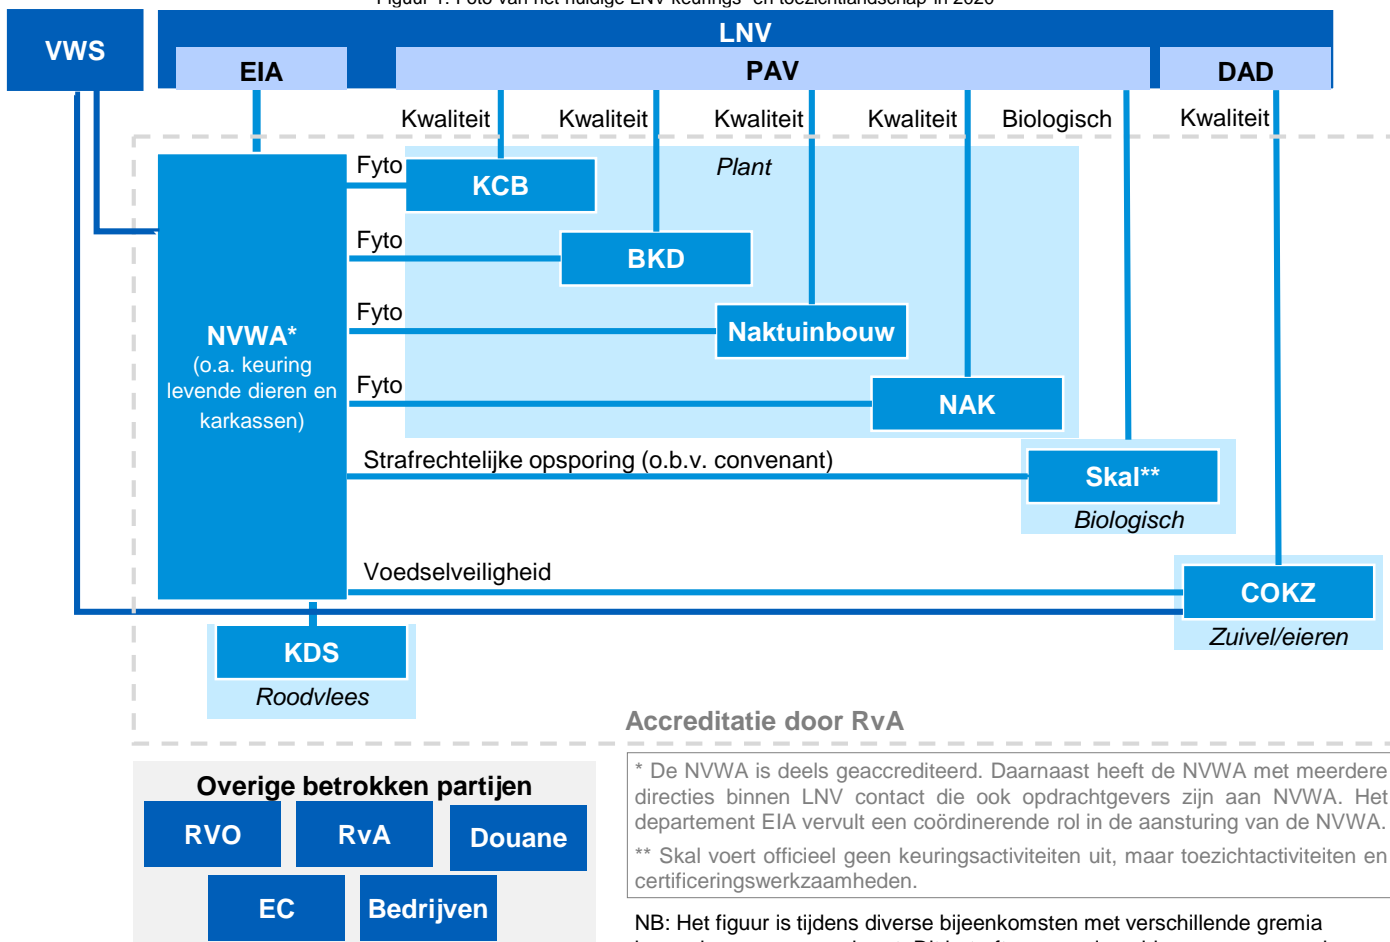 VWS
LNV
EIA
PAV
DAD
Kwaliteit
Kwaliteit
Kwaliteit
Kwaliteit
Biologisch
Kwaliteit
Fyto
KCB
Plant
Fyto
BKD
Fyto
Naktuinbouw
NVWA*
(o.a. keuring
levende dieren en
karkassen)
Fyto
NAK
Strafrechtelijke opsporing (o.b.v. convenant)
Skal**
Biologisch
Voedselveiligheid
COKZ
Zuivel/eieren
KDS
Roodvlees
Accreditatie door RvA
Overige betrokken partijen
RVO
RvA
Douane
EC
Bedrijven
* De NVWA is deels geaccrediteerd. Daarnaast heeft de NVWA met meerdere
directies binnen LNV contact die ook opdrachtgevers zijn aan NVWA. Het
departement EIA vervult een coördinerende rol in de aansturing van de NVWA.
** Skal voert officieel geen keuringsactiviteiten uit, maar toezichtactiviteiten en
certificeringswerkzaamheden.
NB: Het figuur is tijdens diverse bijeenkomsten met verschillende gremia